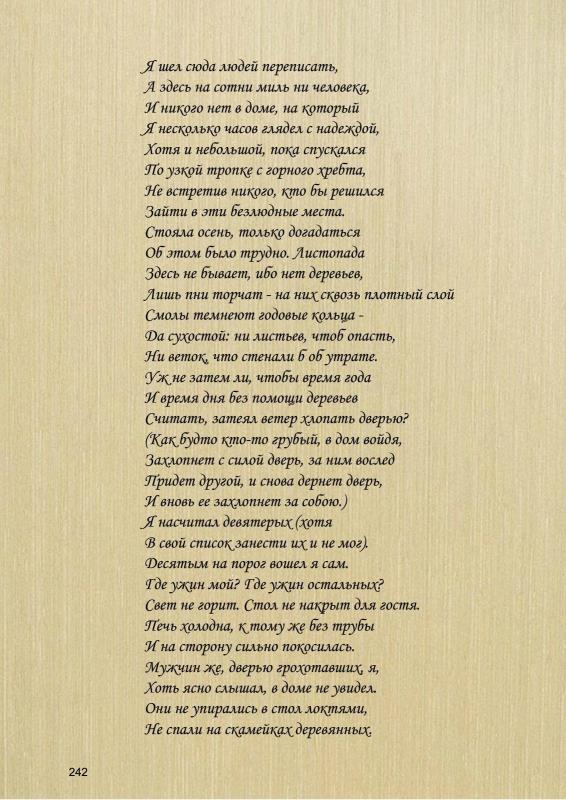 Я шел сюда людей переписать,
А здесь на сотни миль ни человека,
И никого нет в доме, на который
Я несколько часов глядел с надеждой,
Хотя и небольшой, пока спускался
По узкой тропке с горного хребта,
Не встретив никого, кто бы решился
Зайти в эти безлюдные места.
Стояла осень, только догадаться
Об этом было трудно. Листопада
Здесь не бывает, ибо нет деревьев,
Лишь пни торчат - на них сквозь плотный слой
Смолы темнеют годовые кольца -
Да сухостой: ни листьев, чтоб опасть,
Ни веток, что стенали б об утрате.
Уж не затем ли, чтобы время года
И время дня без помощи деревьев
Считать, затеял ветер хлопать дверью?
(Как будто кто-то грубый, в дом войдя,
Захлопнет с силой дверь, за ним вослед
Придет другой, и снова дернет дверь,
И вновь ее захлопнет за собою.)
Я насчитал девятерых (хотя
В свой список занести их и не мог).
Десятым на порог вошел я сам.
Где ужин мой? Где ужин остальных?
Свет не горит. Стол не накрыт для гостя.
Печь холодна, к тому же без трубы
И на сторону сильно покосилась.
Мужчин же, дверью грохотавших, я,
Хоть ясно слышал, в доме не увидел.
Они не упирались в стол локтями,
Не спали на скамейках деревянных.
242